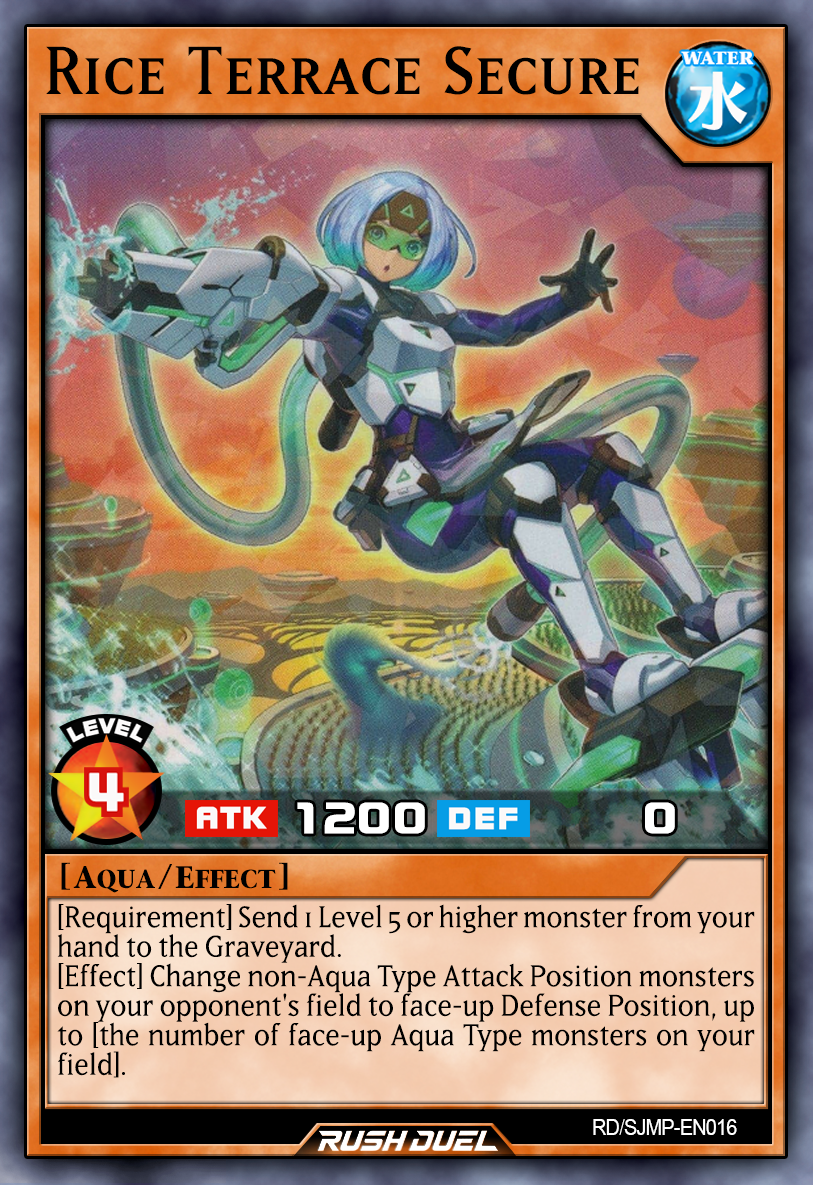 Rice Terrace Secure
WATER
水
LEVEL
4
ATK 1200 DEF 0
[Aqua/Effect]
[Requirement] Send 1 Level 5 or higher monster from your
hand to the Graveyard.
[Effect] Change non-Aqua Type Attack Position monsters
on your opponent's field to face-up Defense Position, up
to [the number of face-up Aqua Type monsters on your
field].
RD/SJMP-EN016
RUSH DUEL